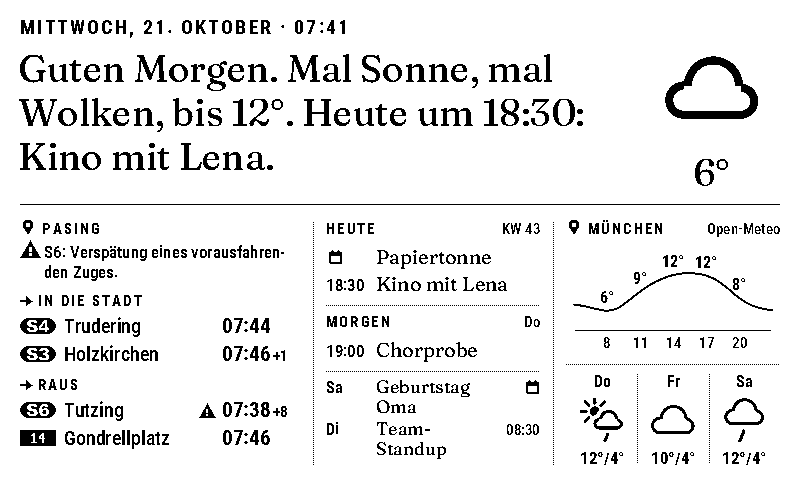 MITTWOCH, 21. OKTOBER · 07:41
Guten Morgen. Mal Sonne, mal
Wolken, bis 12°. Heute um 18:30:
Kino mit Lena.
6°
PASING
S6: Verspätung eines vorausfahren-
den Zuges.
→ IN DIE STADT
S4 Trudering 07:44
S3 Holzkirchen 07:46 +1
→ RAUS
S6 Tutzing 07:38 +8
14 Gondrellplatz 07:46
HEUTE KW 43
Papiertonne
18:30 Kino mit Lena
MORGEN Do
19:00 Chorprobe
Sa Geburtstag
Oma
Di Team- 08:30
Standup
MÜNCHEN Open-Meteo
6° 9° 12° 12° 8°
8 11 14 17 20
Do Fr Sa
12°/4° 10°/4° 12°/4°